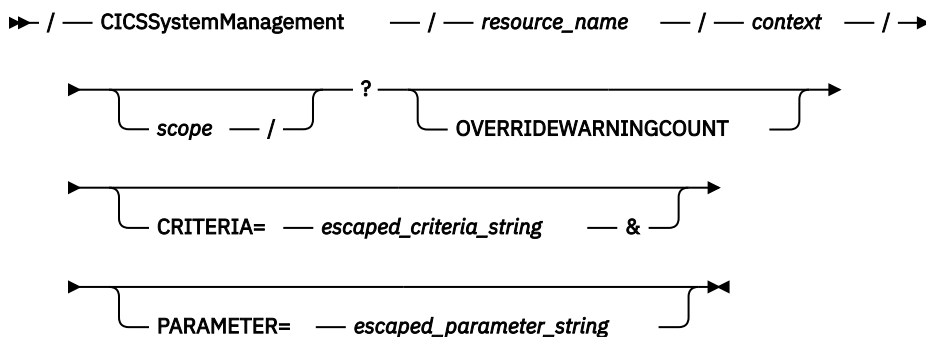 / CICSSystemManagement / resource_name / context /
?
scope / OVERRIDEWARNINGCOUNT
CRITERIA= escaped_criteria_string &
PARAMETER= escaped_parameter_string